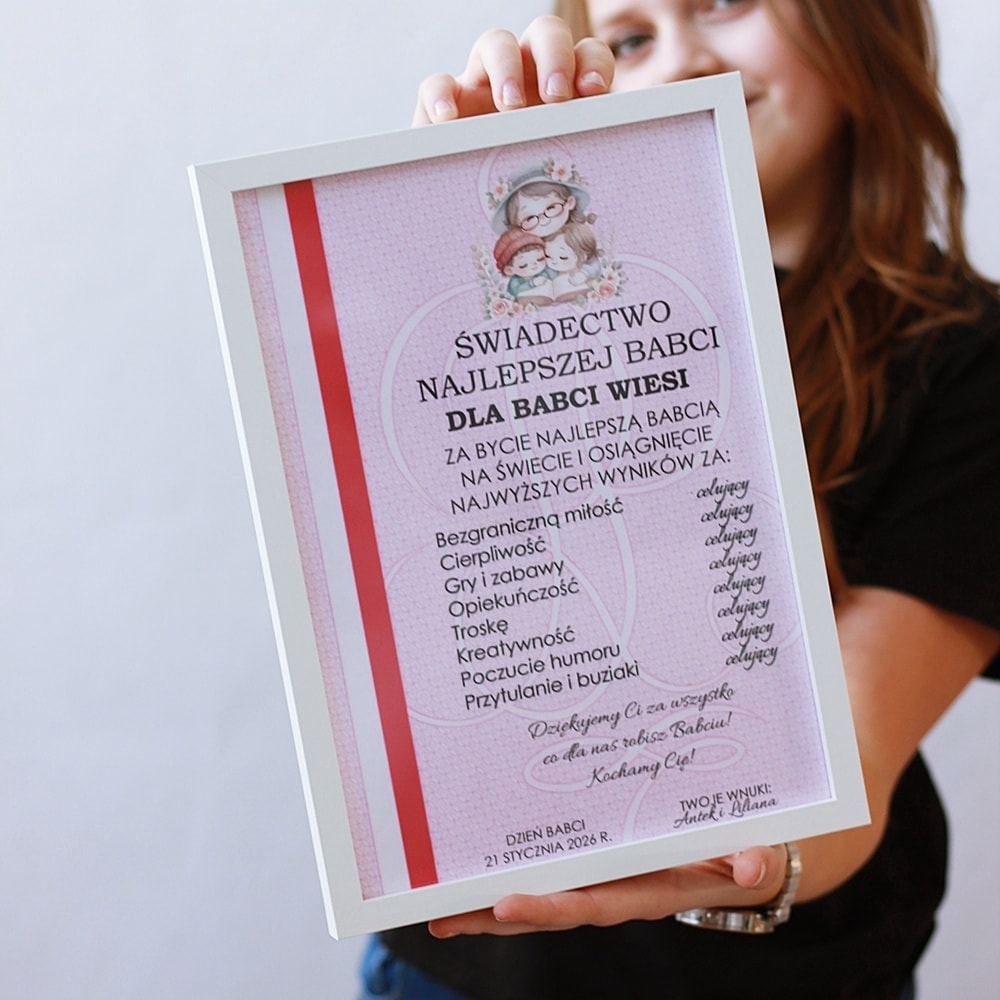 ŚWIADECTWO
NAJLEPSZEJ BABCI
DLA BABCI WIESI
ZA BYCIE NAJLEPSZĄ BABCIĄ
NA ŚWIECIE I OSIĄGNIĘCIE
NAJWYŻSZYCH WYNIKÓW ZA:
Bezgraniczną miłość celujący
Cierpliwość celujący
Gry i zabawy celujący
Opiekuńczość celujący
Troskę celujący
Kreatywność celujący
Poczucie humoru celujący
Przytulanie i buziaki celujący
Dziękujemy Ci za wszystko
co dla nas robisz Babciu!
Kochamy Cię!
DZIEŃ BABCI
21 STYCZNIA 2026 R.
TWOJE WNUKI:
Antek i Liliana